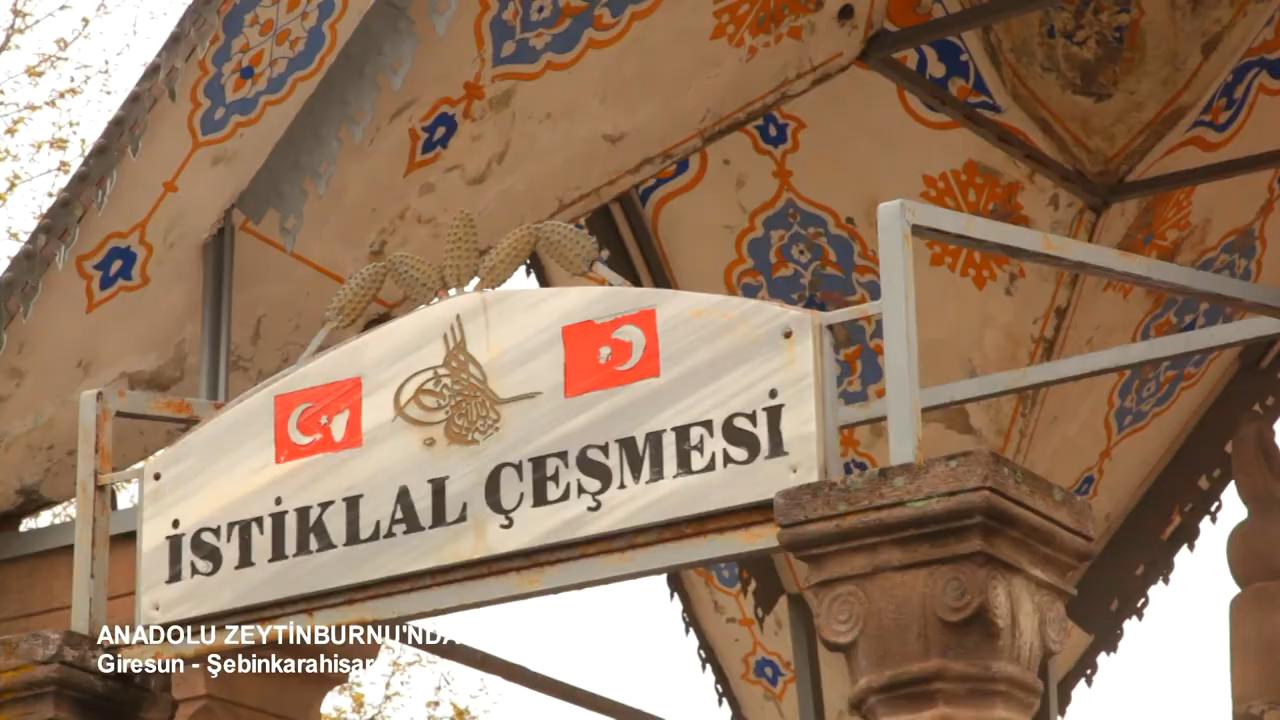 İSTİKLAL ÇEŞMESİ
ANADOLU ZEYTİNBURNU'NDA
Giresun - Şebinkarahisar